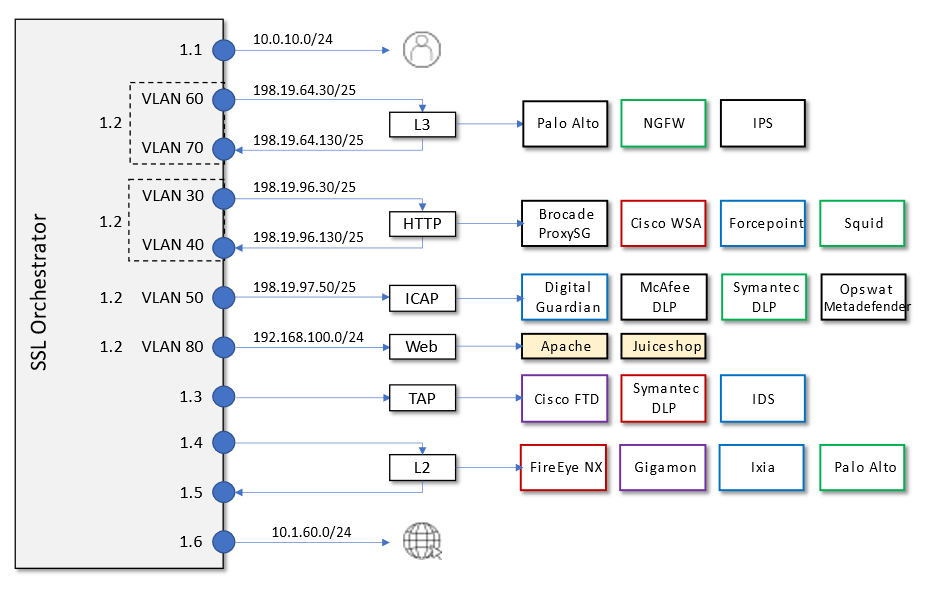 SSL Orchestrator
1.1
10.0.10.0/24
1.2
VLAN 60
198.19.64.30/25
VLAN 70
198.19.64.130/25
L3
Palo Alto
NGFW
IPS
1.2
VLAN 30
198.19.96.30/25
VLAN 40
198.19.96.130/25
HTTP
Brocade
ProxySG
Cisco WSA
Forcepoint
Squid
1.2
VLAN 50
198.19.97.50/25
ICAP
Digital
Guardian
McAfee
DLP
Symantec
DLP
Opswat
Metadefender
1.2
VLAN 80
192.168.100.0/24
Web
Apache
Juiceshop
1.3
TAP
Cisco FTD
Symantec
DLP
IDS
1.4
1.5
L2
FireEye NX
Gigamon
Ixia
Palo Alto
1.6
10.1.60.0/24